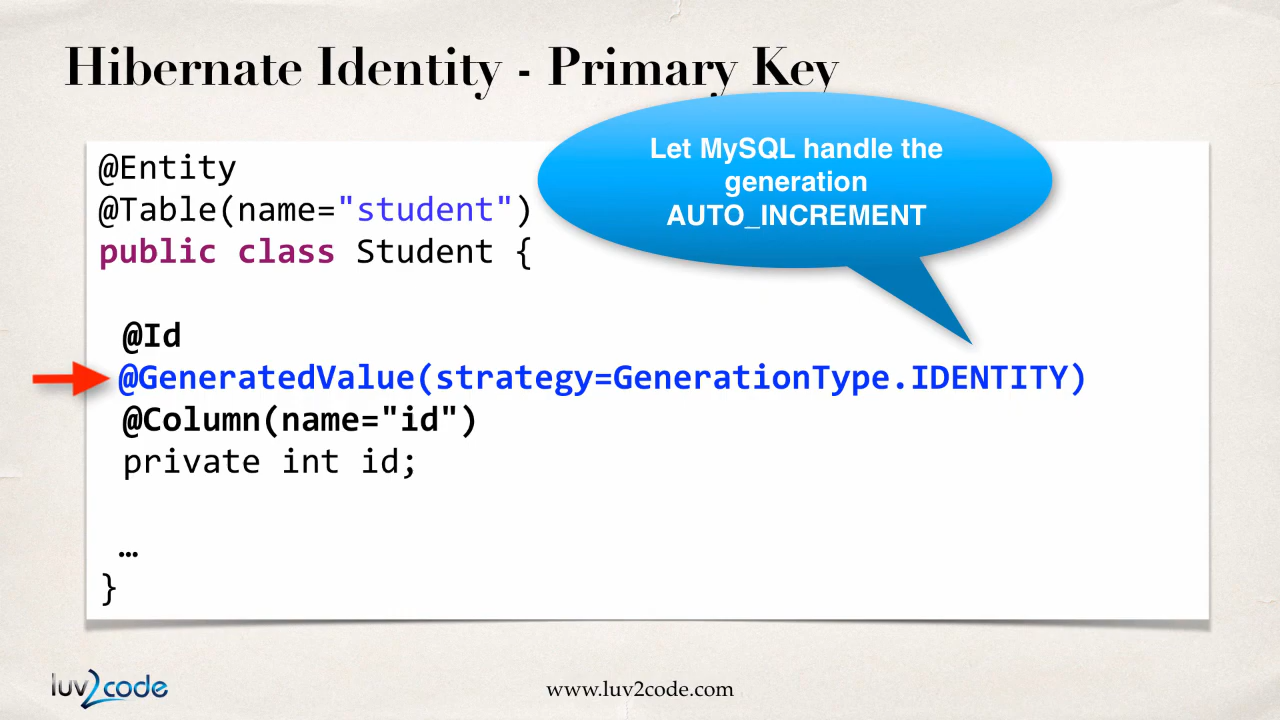 Hibernate Identity - Primary Key
Let MySQL handle the
generation
AUTO_INCREMENT
@Entity
@Table(name="student")
public class Student {
@Id
@GeneratedValue(strategy=GenerationType.IDENTITY)
@Column(name="id")
private int id;
…
}
luv2code
www.luv2code.com